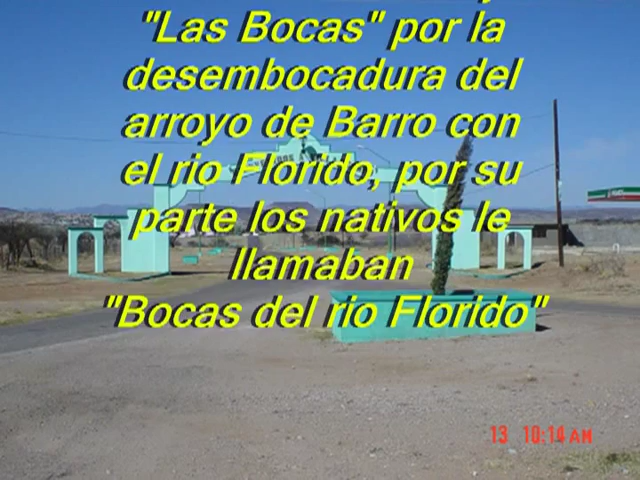 "Las Bocas" por la
desembocadura del
arroyo de Barro con
el rio Florido, por su
parte los nativos le
llamaban
"Bocas del rio Florido"
13 10:14 AM